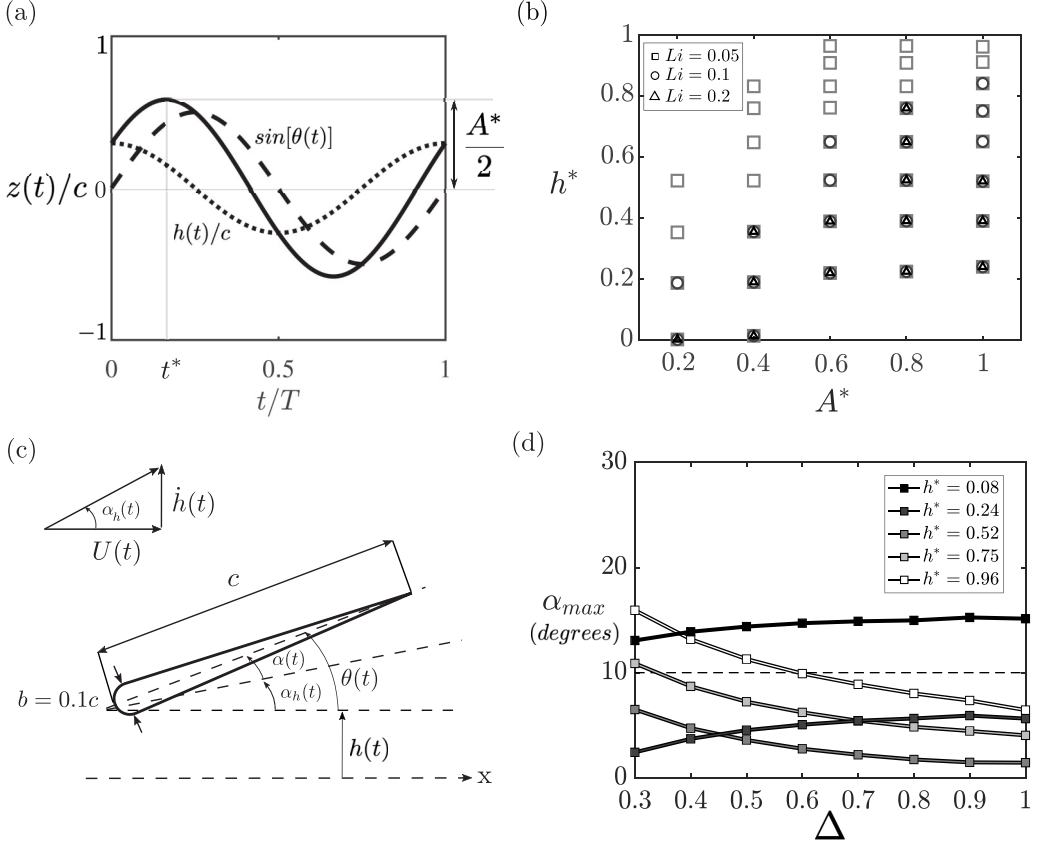 (a)
1
z(t)/c
0
−1
sin[θ(t)]
h(t)/c
A*
2
0
t*
0.5
1
t/T
(b)
1
0.8
0.6
0.4
0.2
0
h*
Li = 0.05
Li = 0.1
Li = 0.2
0.2 0.4 0.6 0.8 1
A*
(c)
α_h(t)
ḣ(t)
U(t)
c
b = 0.1c
α(t)
α_h(t)
θ(t)
h(t)
x
(d)
30
20
10
0
α_max
(degrees)
h* = 0.08
h* = 0.24
h* = 0.52
h* = 0.75
h* = 0.96
0.3 0.4 0.5 0.6 0.7 0.8 0.9 1
Δ